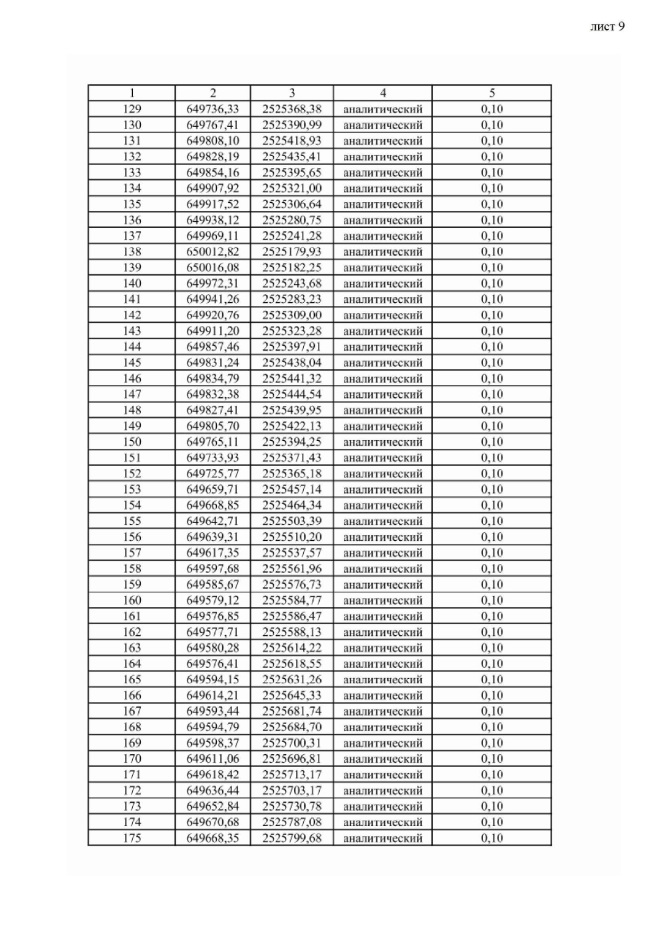 лист 9
1 2 3 4 5
129 649736,33 2525368,38 аналитический 0,10
130 649767,41 2525390,99 аналитический 0,10
131 649808,10 2525418,93 аналитический 0,10
132 649828,19 2525435,41 аналитический 0,10
133 649854,16 2525395,65 аналитический 0,10
134 649907,92 2525321,00 аналитический 0,10
135 649917,52 2525306,64 аналитический 0,10
136 649938,12 2525280,75 аналитический 0,10
137 649969,11 2525241,28 аналитический 0,10
138 650012,82 2525179,93 аналитический 0,10
139 650016,08 2525182,25 аналитический 0,10
140 649972,31 2525243,68 аналитический 0,10
141 649941,26 2525283,23 аналитический 0,10
142 649920,76 2525309,00 аналитический 0,10
143 649911,20 2525323,28 аналитический 0,10
144 649857,46 2525397,91 аналитический 0,10
145 649831,24 2525438,04 аналитический 0,10
146 649834,79 2525441,32 аналитический 0,10
147 649832,38 2525444,54 аналитический 0,10
148 649827,41 2525439,95 аналитический 0,10
149 649805,70 2525422,13 аналитический 0,10
150 649765,11 2525394,25 аналитический 0,10
151 649733,93 2525371,43 аналитический 0,10
152 649725,77 2525365,18 аналитический 0,10
153 649659,71 2525457,14 аналитический 0,10
154 649668,85 2525464,34 аналитический 0,10
155 649642,71 2525503,39 аналитический 0,10
156 649639,31 2525510,20 аналитический 0,10
157 649617,35 2525537,57 аналитический 0,10
158 649597,68 2525561,96 аналитический 0,10
159 649585,67 2525576,73 аналитический 0,10
160 649579,12 2525584,77 аналитический 0,10
161 649576,85 2525586,47 аналитический 0,10
162 649577,71 2525588,13 аналитический 0,10
163 649580,28 2525614,22 аналитический 0,10
164 649576,41 2525618,55 аналитический 0,10
165 649594,15 2525631,26 аналитический 0,10
166 649614,21 2525645,33 аналитический 0,10
167 649593,44 2525681,74 аналитический 0,10
168 649594,79 2525684,70 аналитический 0,10
169 649598,37 2525700,31 аналитический 0,10
170 649611,06 2525696,81 аналитический 0,10
171 649618,42 2525713,17 аналитический 0,10
172 649636,44 2525703,17 аналитический 0,10
173 649652,84 2525730,78 аналитический 0,10
174 649670,68 2525787,08 аналитический 0,10
175 649668,35 2525799,68 аналитический 0,10